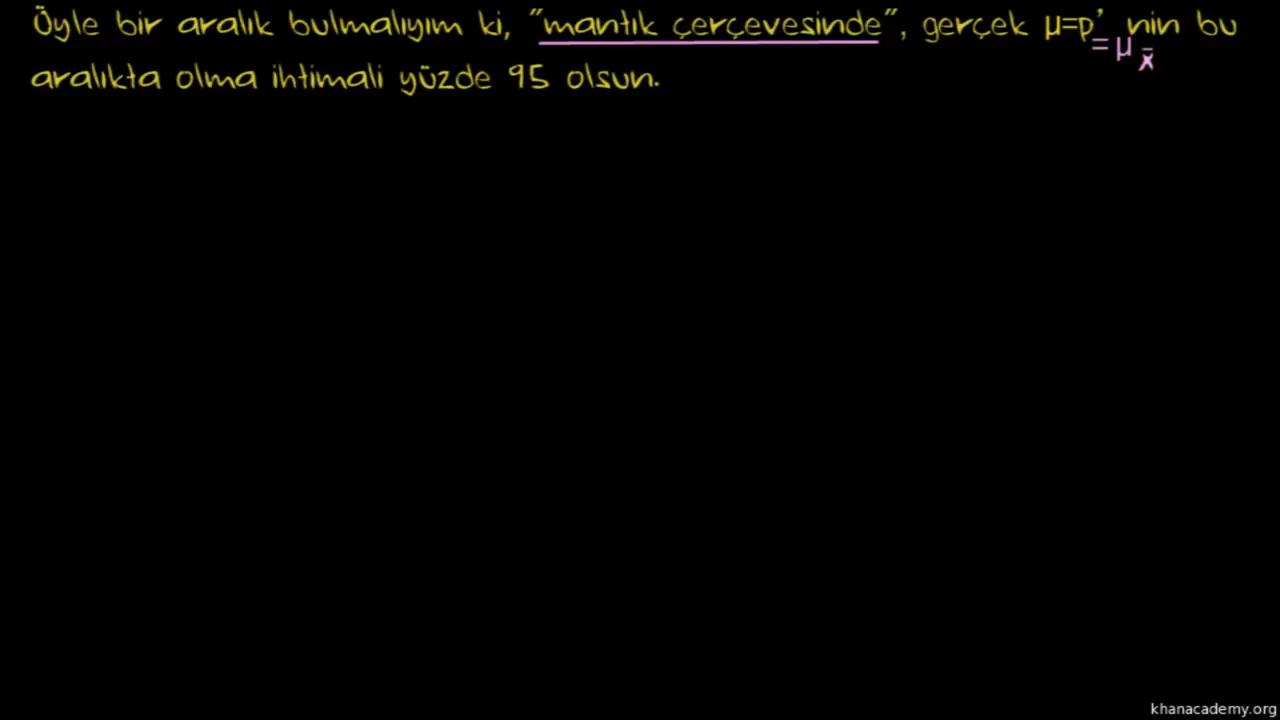 Öyle bir aralık bulmalıyım ki, "mantık çerçevesinde", gerçek μ=p' nin bu
= μ x̄
aralıkta olma ihtimali yüzde 95 olsun.
khanacademy.org